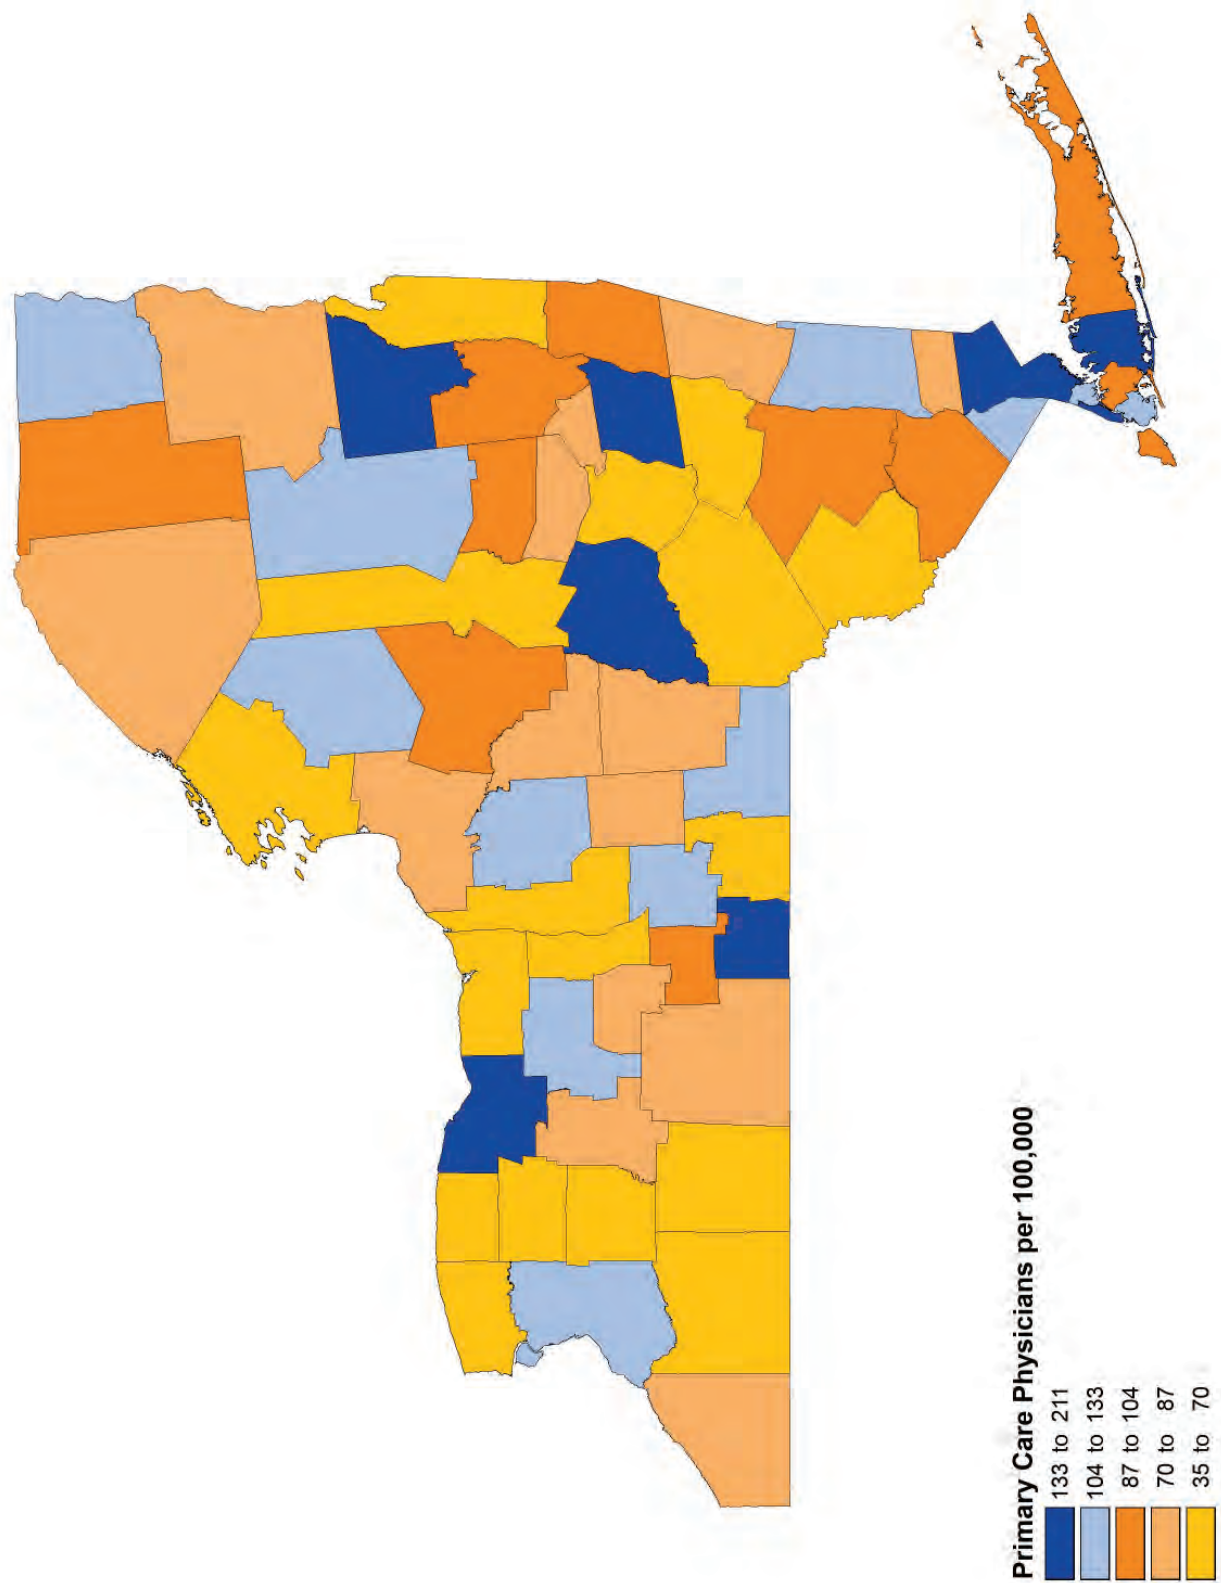 Primary Care Physicians per 100,000
133 to 211
104 to 133
87 to 104
70 to 87
35 to 70